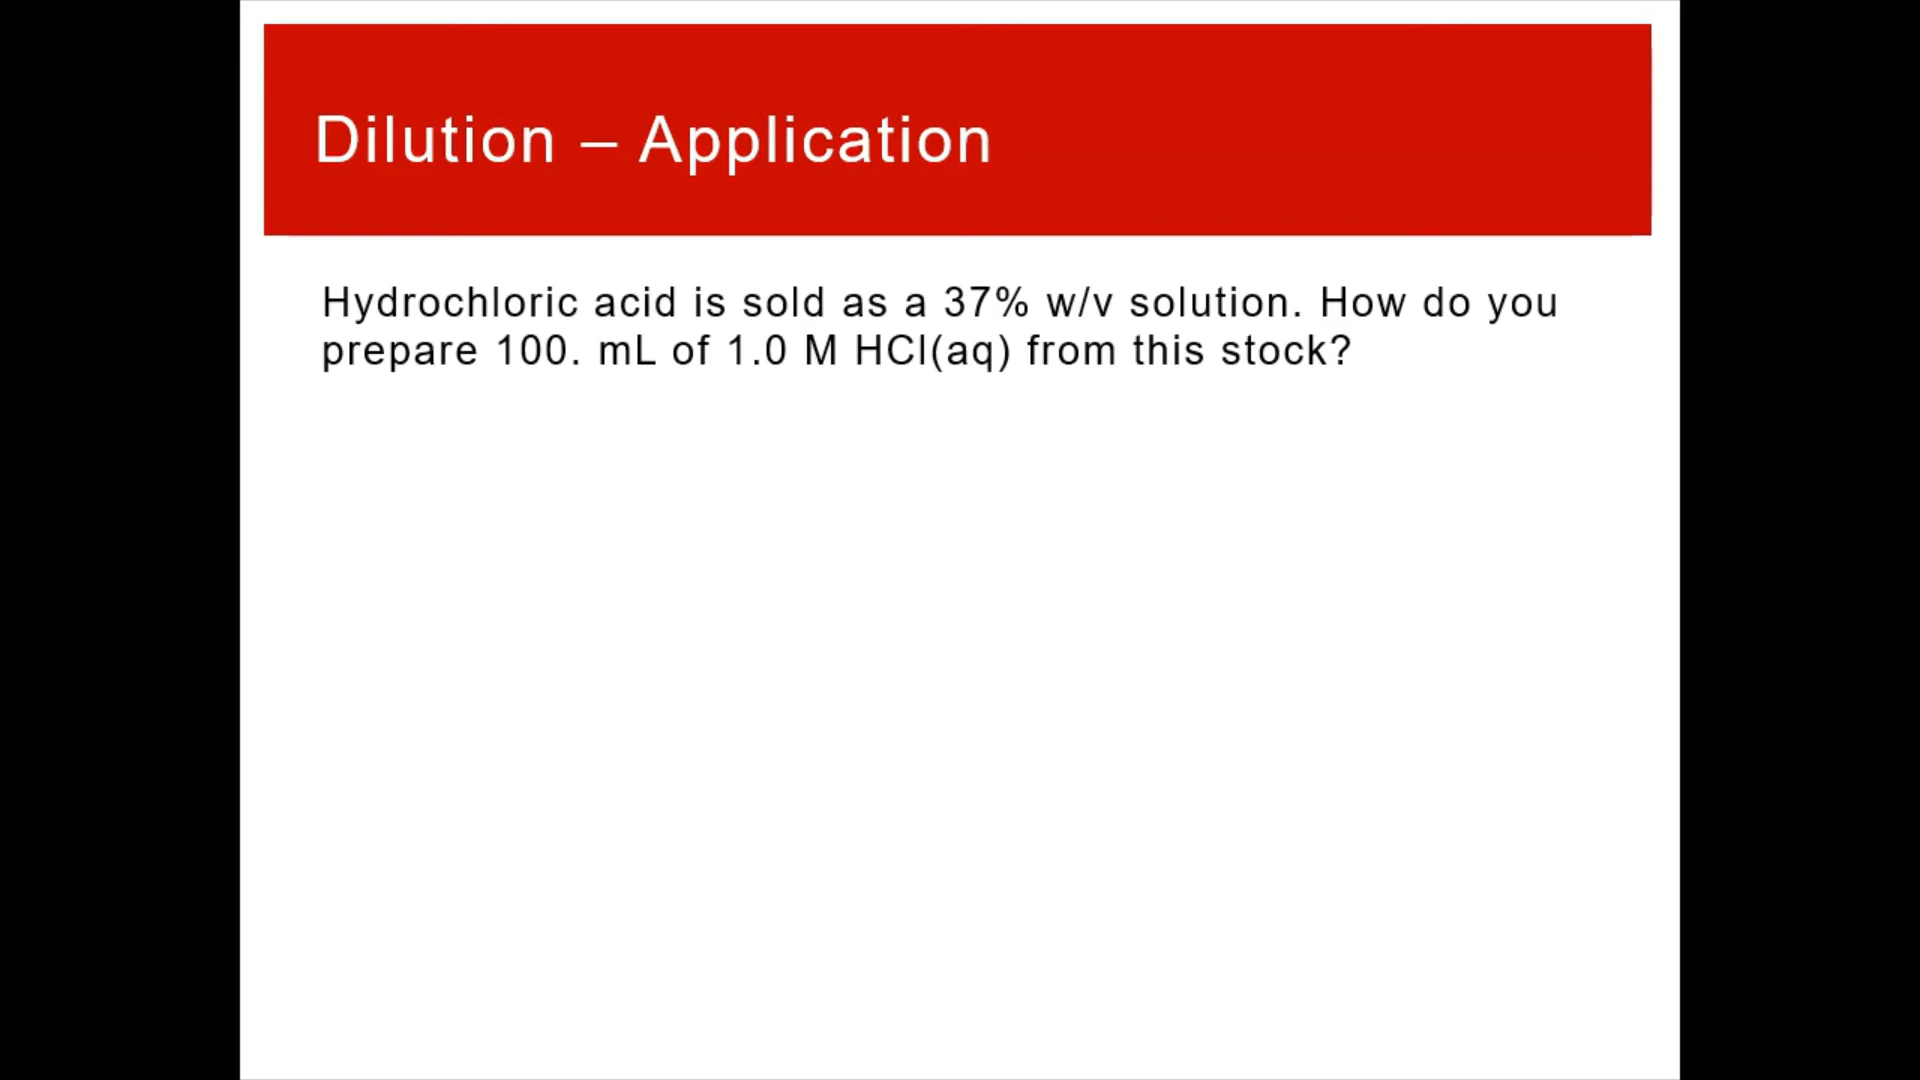 Dilution – Application
Hydrochloric acid is sold as a 37% w/v solution. How do you
prepare 100. mL of 1.0 M HCl(aq) from this stock?